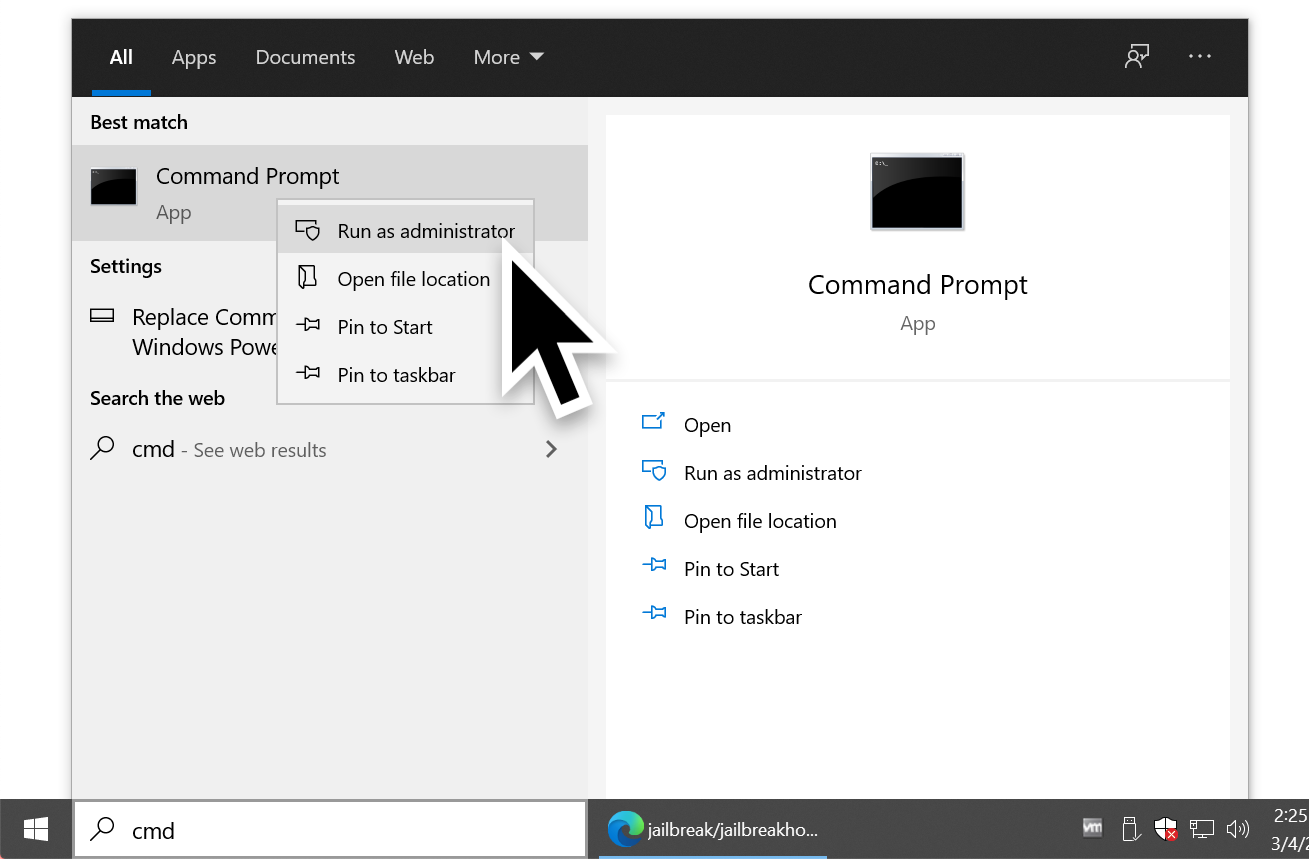 All Apps Documents Web More
Best match
Command Prompt
App
Run as administrator
Open file location
Pin to Start
Pin to taskbar
Settings
Replace Comm
Windows Powe
Search the web
cmd - See web results
Command Prompt
App
Open
Run as administrator
Open file location
Pin to Start
Pin to taskbar
cmd
jailbreak/jailbreakho...
vm
2:25
3/4/2